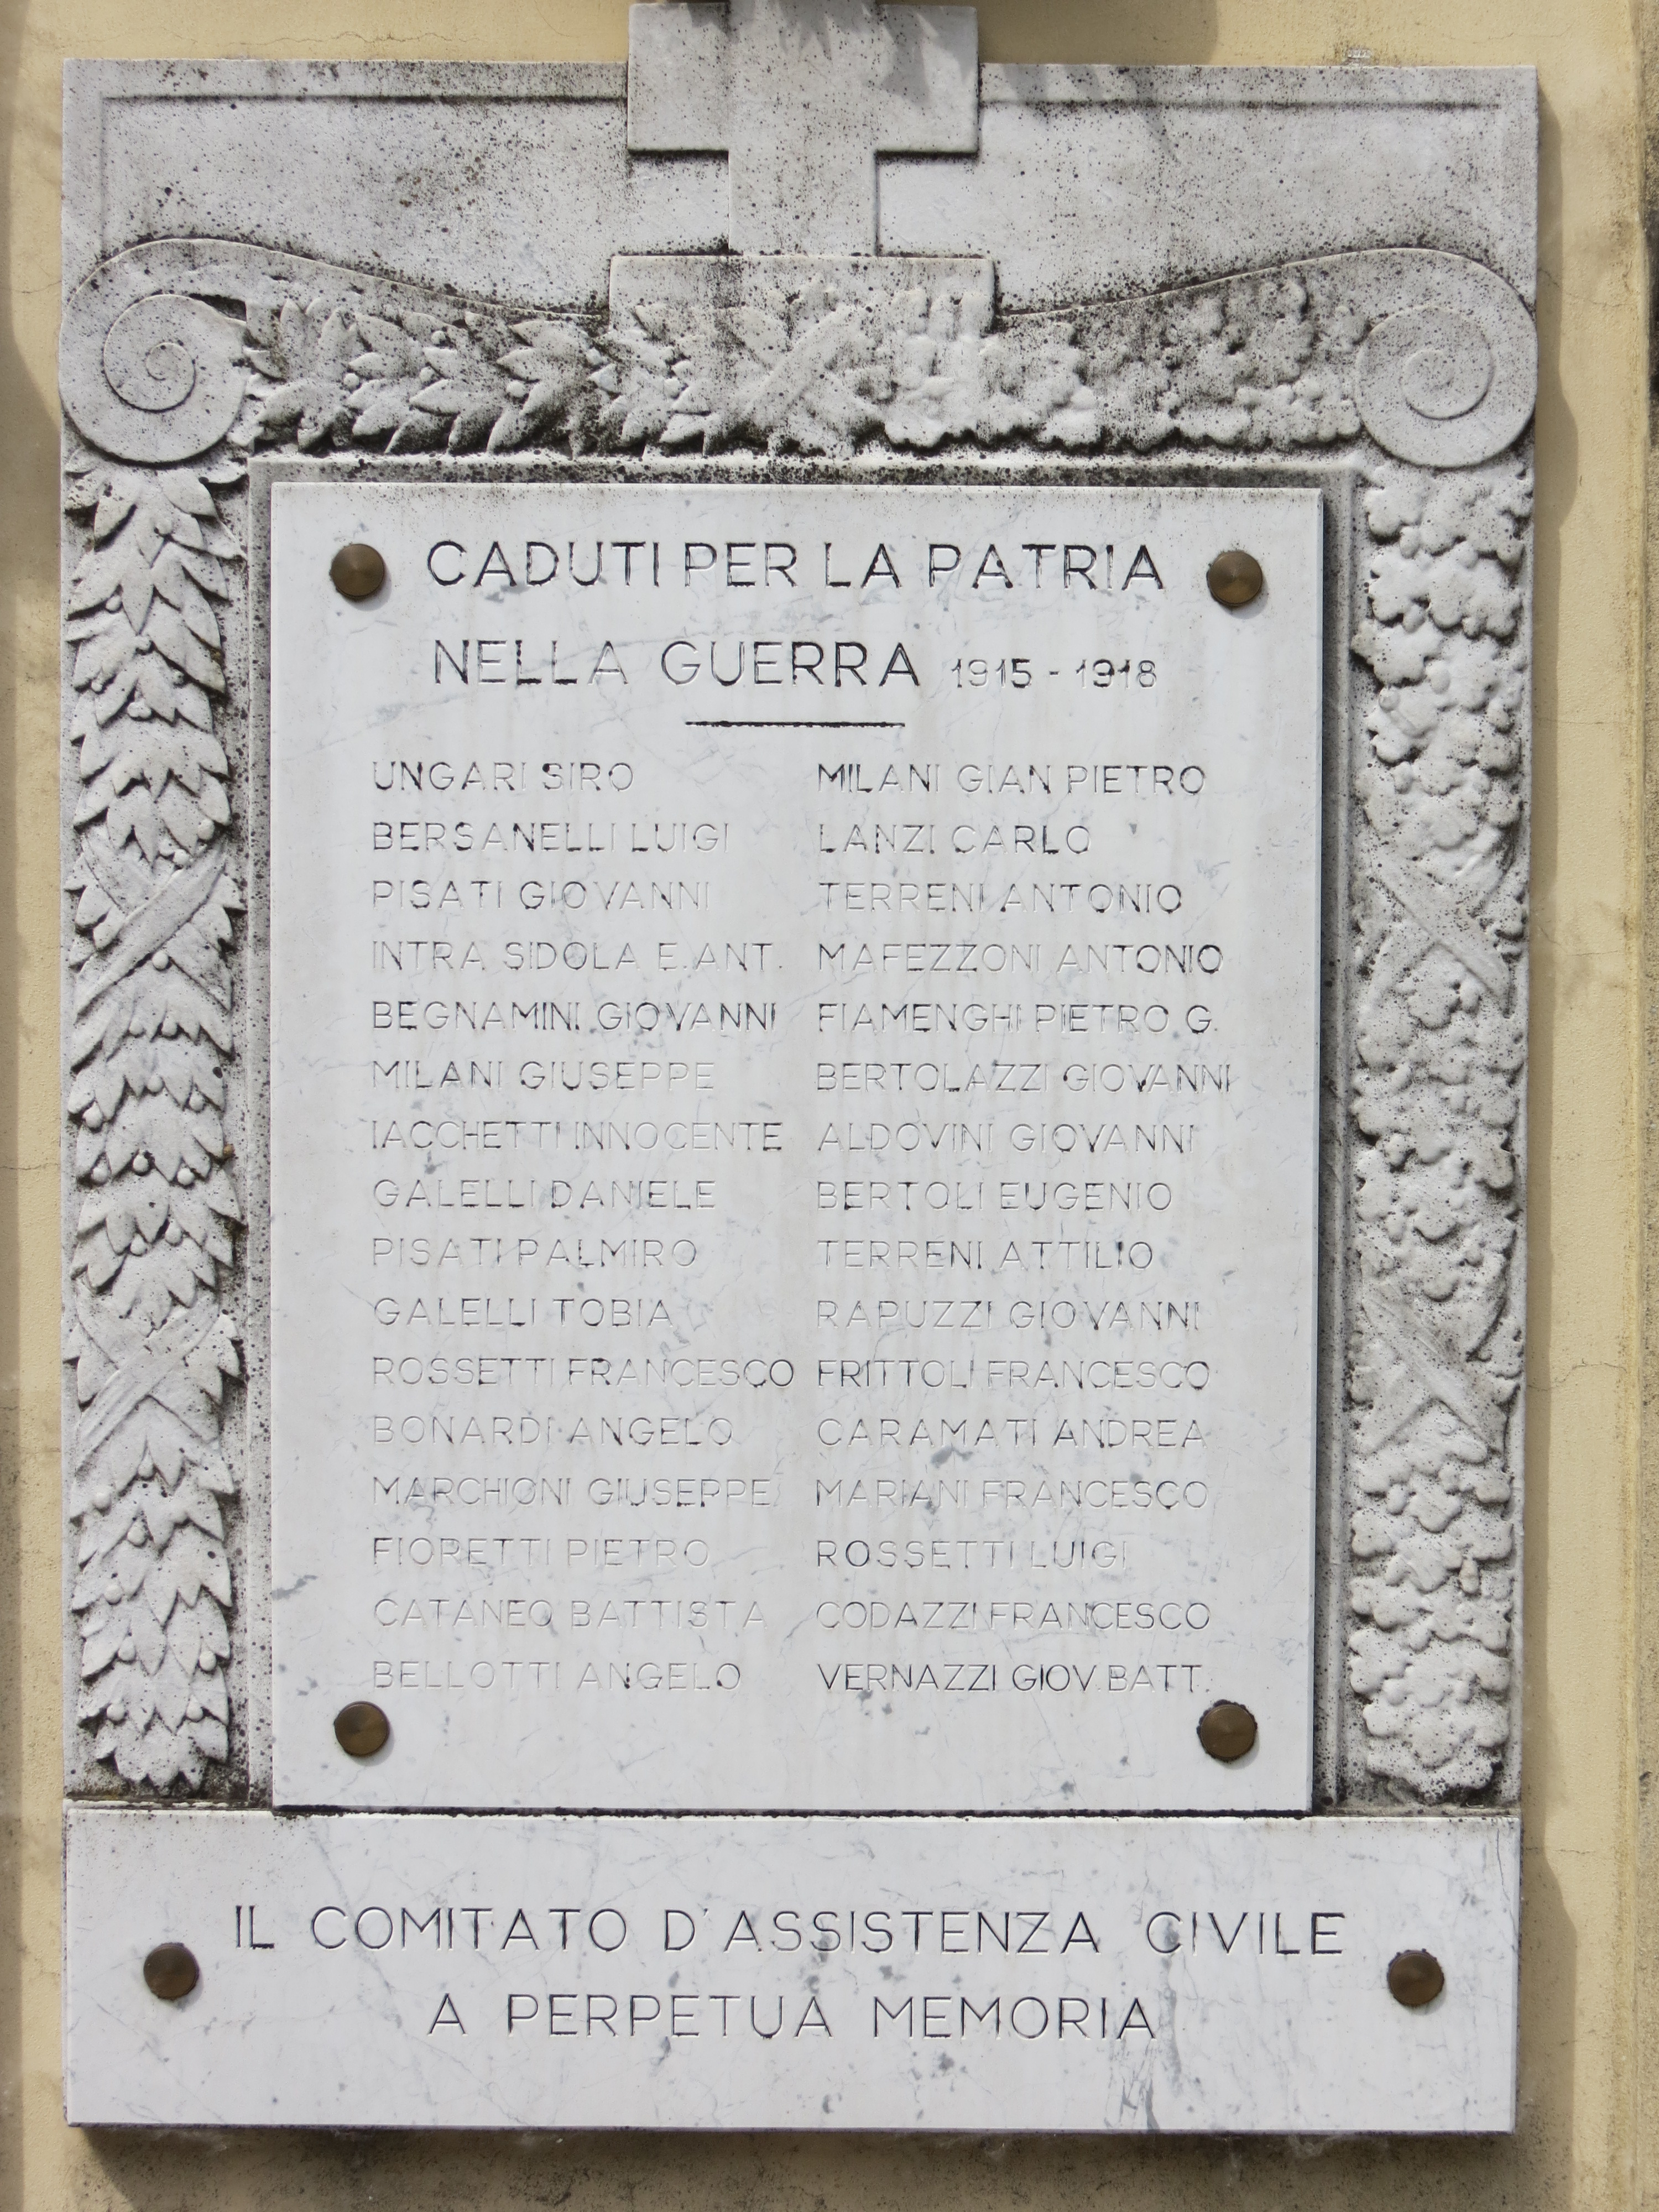 CADUTI PER LA PATRIA
NELLA GUERRA 1915 - 1918
UNGARI SIRO
BERSANELLI LUIGI
PISATI GIOVANNI
INTRA SIDOLA E. ANT.
BEGNAMINI GIOVANNI
MILANI GIUSEPPE
IACCHETTI INNOCENTE
GALELLI DANIELE
PISATI PALMIRO
GALELLI TOBIA
ROSSETTI FRANCESCO
BONARDI ANGELO
MARCHIONI GIUSEPPE
FIORETTI PIETRO
CATANEO BATTISTA
BELLOTTI ANGELO
MILANI GIAN PIETRO
LANZI CARLO
TERRENI ANTONIO
MAFEZZONI ANTONIO
FIAMENGHI PIETRO G.
BERTOLAZZI GIOVANNI
ALDOVINI GIOVANNI
BERTOLI EUGENIO
TERRENI ATTILIO
RAPUZZI GIOVANNI
FRITTOLI FRANCESCO
CARAMATI ANDREA
MARIANI FRANCESCO
ROSSETTI LUIGI
CODAZZI FRANCESCO
VERNAZZI GIOV. BATT.
IL COMITATO D'ASSISTENZA CIVILE
A PERPETUA MEMORIA